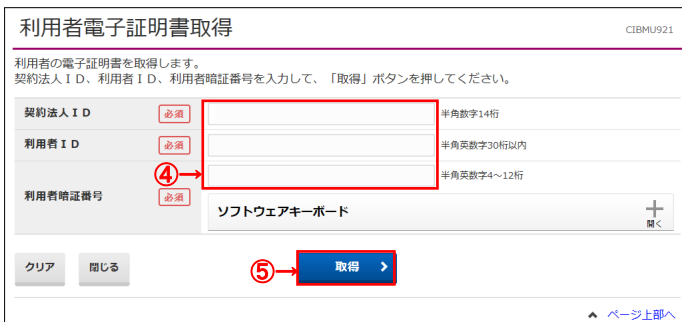 利用者電子証明書取得
CIBMU921
利用者の電子証明書を取得します。
契約法人ＩＤ、利用者ＩＤ、利用者暗証番号を入力して、「取得」ボタンを押してください。
契約法人ＩＤ 必須 半角数字14桁
利用者ＩＤ 必須 半角英数字30桁以内
④ 半角英数字4～12桁
利用者暗証番号 必須
ソフトウェアキーボード 開く
クリア 閉じる ⑤ 取得
ページ上部へ